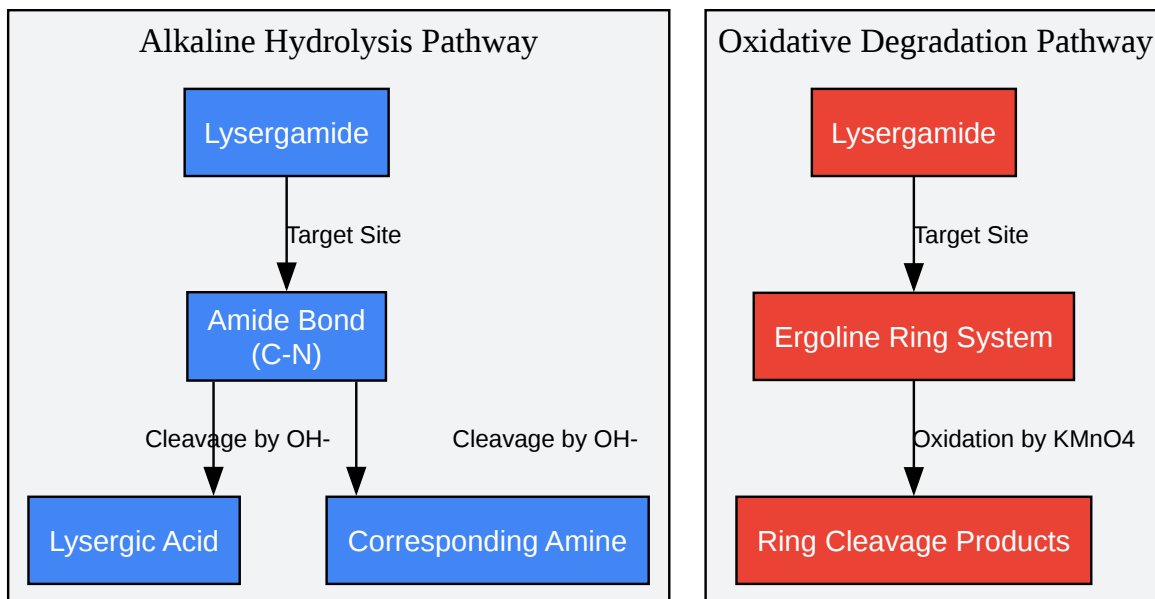 Alkaline Hydrolysis Pathway
Lysergamide
Target Site
Amide Bond
(C-N)
Cleavage by OH-
Cleavage by OH-
Lysergic Acid
Corresponding Amine
Oxidative Degradation Pathway
Lysergamide
Target Site
Ergoline Ring System
Oxidation by KMnO4
Ring Cleavage Products